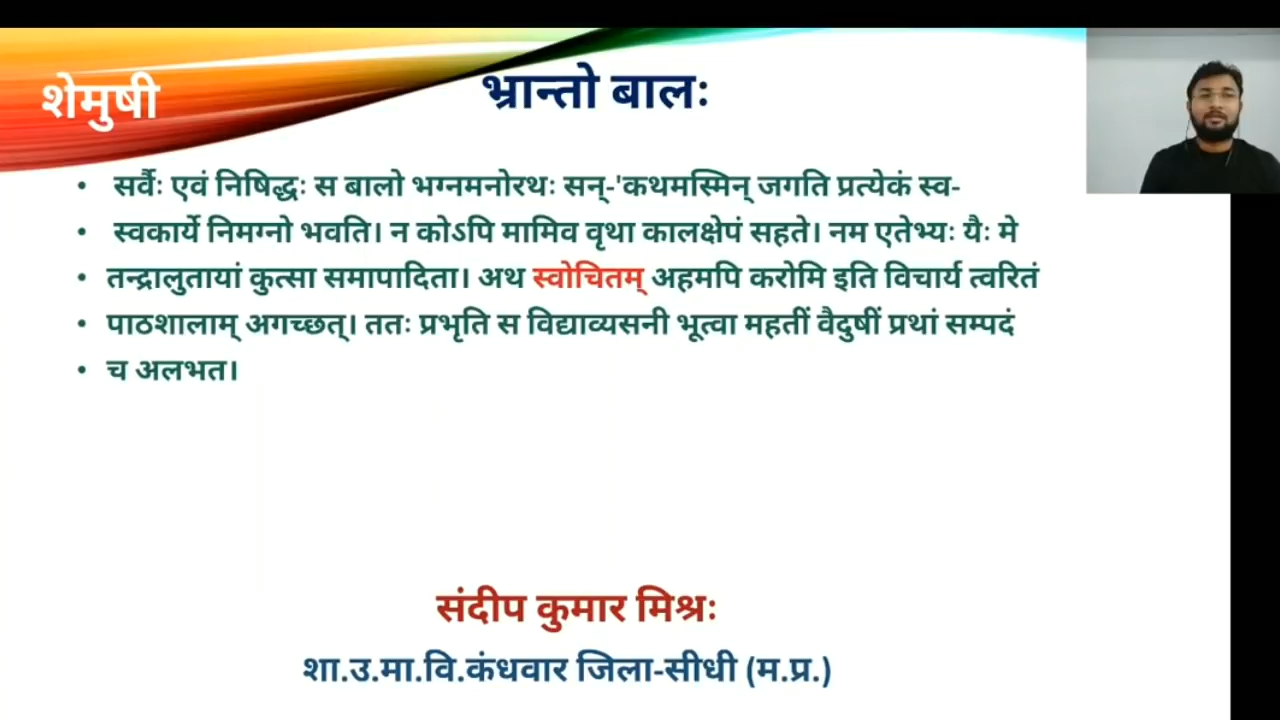 शेमुषी
भ्रान्तो बालः
• सर्वैः एवं निषिद्धः स बालो भग्नमनोरथः सन्-'कथमस्मिन् जगति प्रत्येकं स्व-
• स्वकार्ये निमग्नो भवति। न कोऽपि मामिव वृथा कालक्षेपं सहते। नम एतेभ्यः यैः मे
• तन्द्रालुतायां कुत्सा समापादिता। अथ स्वोचितम् अहमपि करोमि इति विचार्य त्वरितं
• पाठशालाम् अगच्छत्। ततः प्रभृति स विद्याव्यसनी भूत्वा महतीं वैदुषीं प्रथां सम्पदं
• च अलभत।
संदीप कुमार मिश्रः
शा.उ.मा.वि.कंधवार जिला-सीधी (म.प्र.)